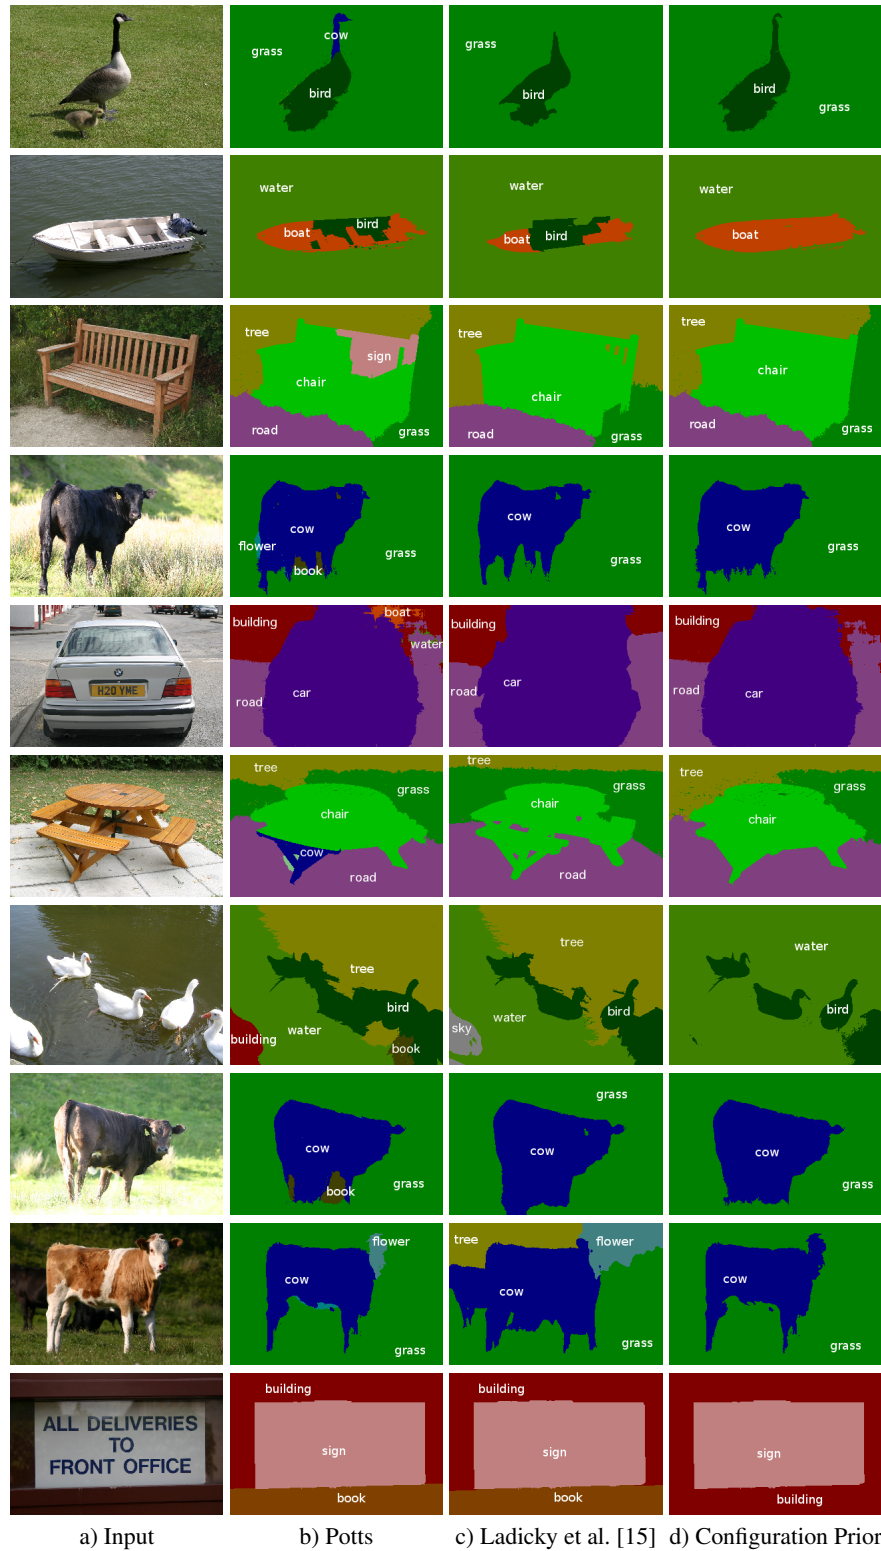 grass
cow
bird
grass
bird
bird
grass
water
boat
bird
water
boat
bird
water
boat
tree
sign
chair
road
grass
tree
chair
road
grass
tree
chair
road
grass
cow
flower
book
grass
cow
grass
cow
grass
H20 YME
building
boat
water
road
car
building
road
car
building
road
car
tree
grass
chair
cow
road
tree
grass
chair
road
tree
grass
chair
tree
bird
water
building
book
tree
bird
water
sky
water
bird
cow
book
grass
grass
cow
cow
grass
flower
cow
grass
tree
flower
cow
grass
cow
grass
ALL DELIVERIES
TO
FRONT OFFICE
building
sign
book
building
sign
book
sign
building
a) Input b) Potts c) Ladicky et al. [15] d) Configuration Prior